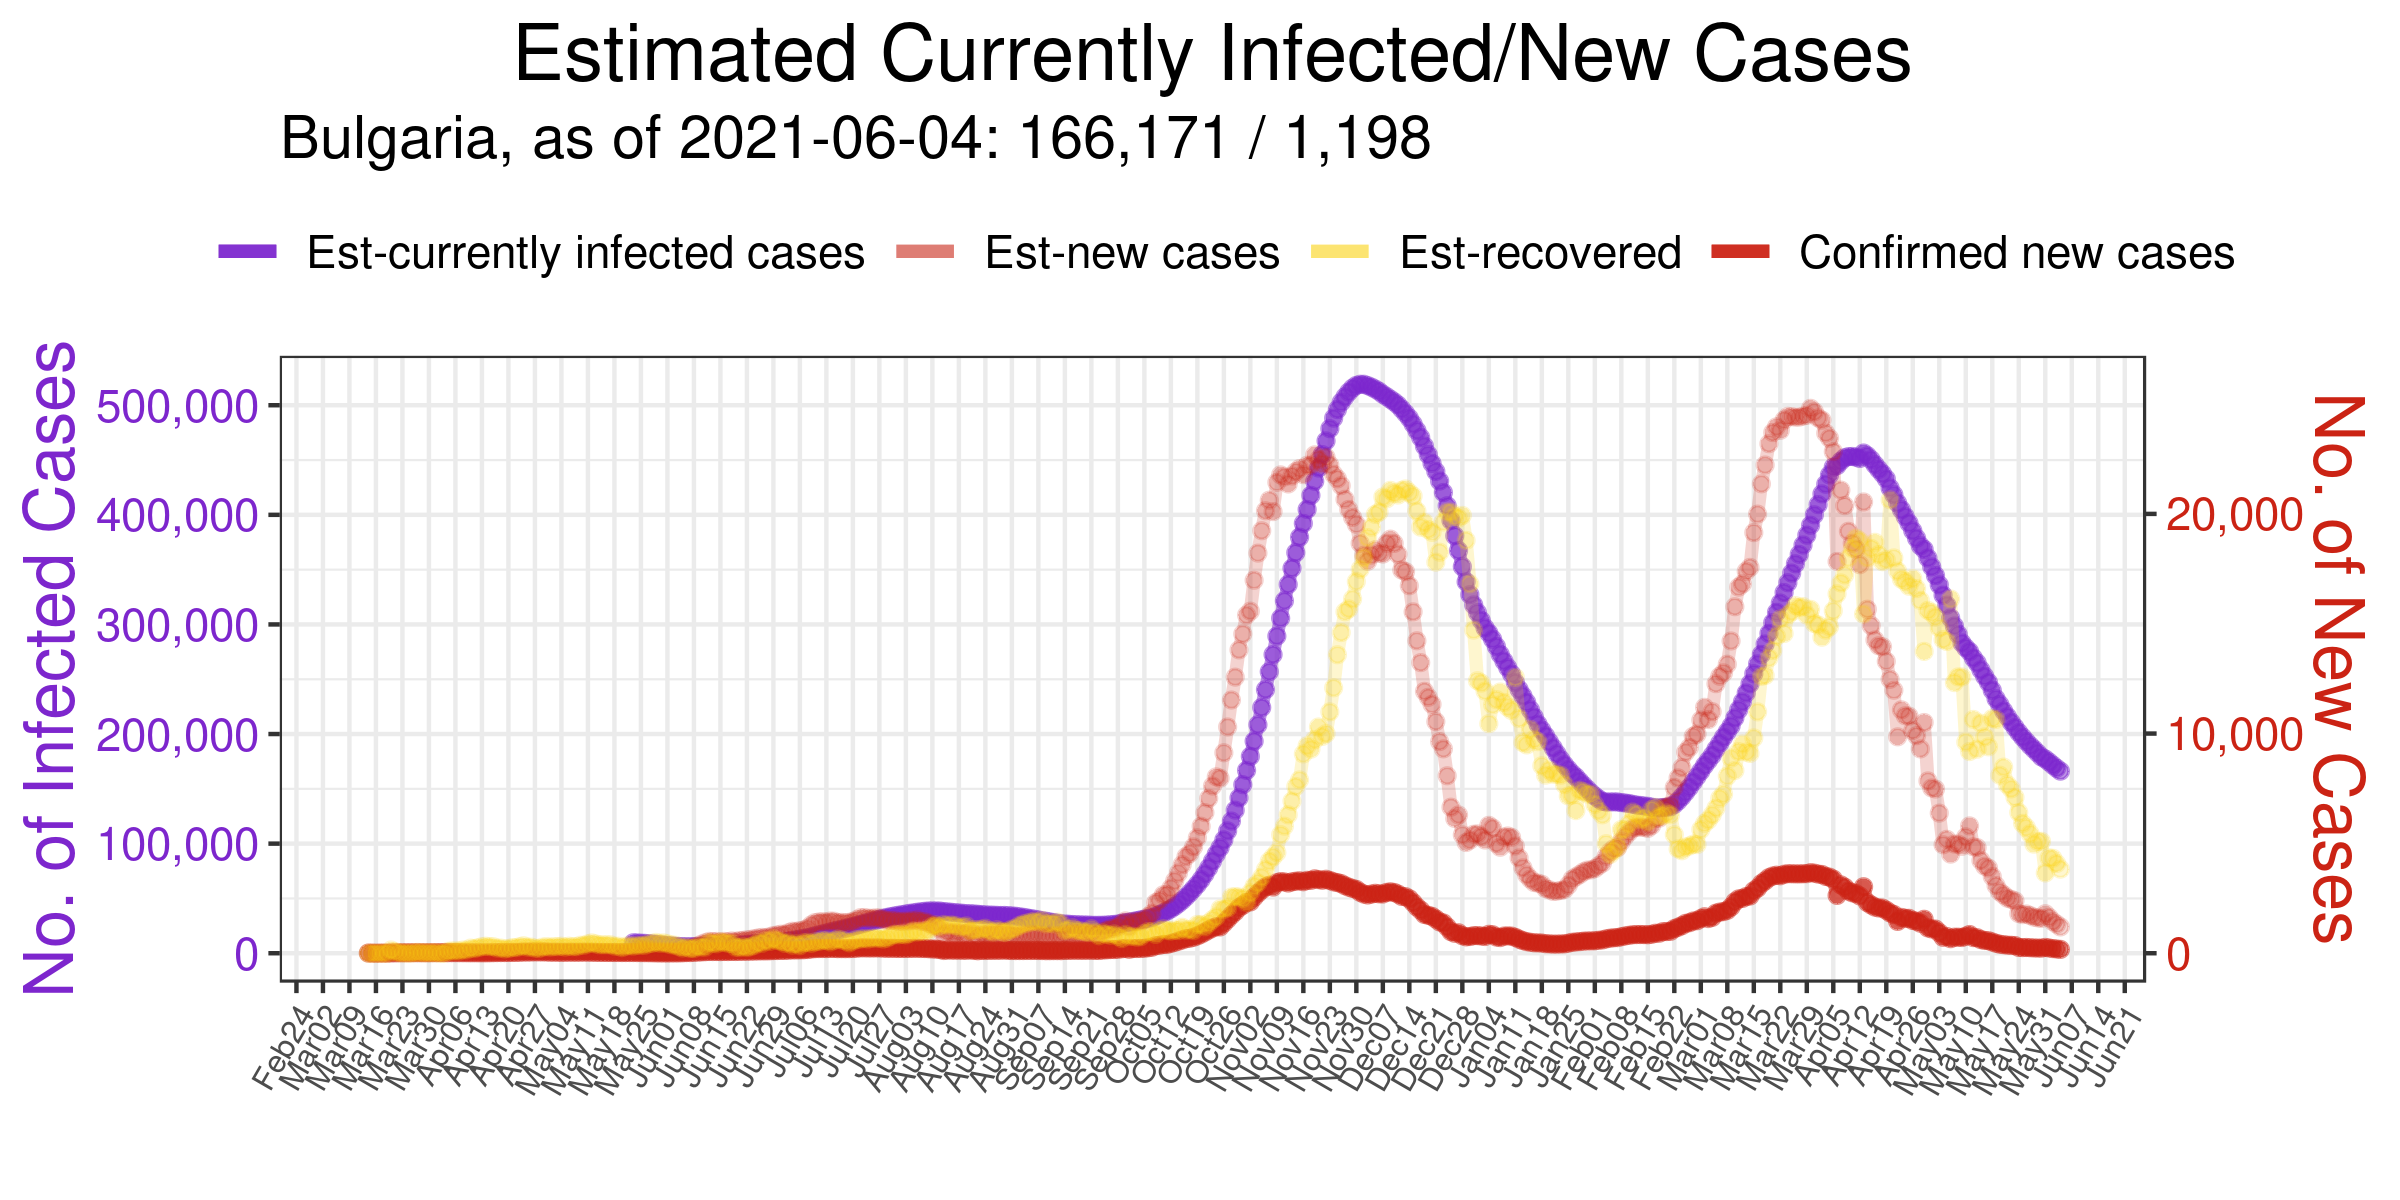 Estimated Currently Infected/New Cases
Bulgaria, as of 2021-06-04: 166,171 / 1,198
Est-currently infected cases Est-new cases Est-recovered Confirmed new cases
No. of Infected Cases
500,000
400,000
300,000
200,000
100,000
0
20,000
10,000
0
No. of New Cases
Feb24 Mar02 Mar09 Mar16 Mar23 Mar30 Apr06 Apr13 Apr20 Apr27 May04 May11 May18 May25 Jun01 Jun08 Jun15 Jun22 Jun29 Jul06 Jul13 Jul20 Jul27 Aug03 Aug10 Aug17 Aug24 Aug31 Sep07 Sep14 Sep21 Sep28 Oct05 Oct12 Oct19 Oct26 Nov02 Nov09 Nov16 Nov23 Nov30 Dec07 Dec14 Dec21 Dec28 Jan04 Jan11 Jan18 Jan25 Feb01 Feb08 Feb15 Feb22 Mar01 Mar08 Mar15 Mar22 Mar29 Apr05 Apr12 Apr19 Apr26 May03 May10 May17 May24 May31 Jun07 Jun14 Jun21